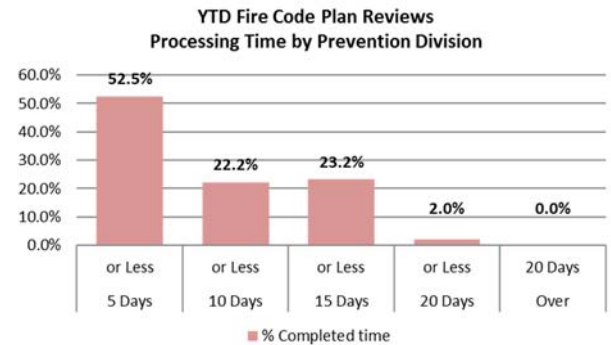 YTD Fire Code Plan Reviews
Processing Time by Prevention Division
60.0%
50.0%
40.0%
30.0%
20.0%
10.0%
0.0%
52.5%
22.2%
23.2%
2.0%
0.0%
or Less or Less or Less or Less 20 Days
5 Days 10 Days 15 Days 20 Days Over
% Completed time